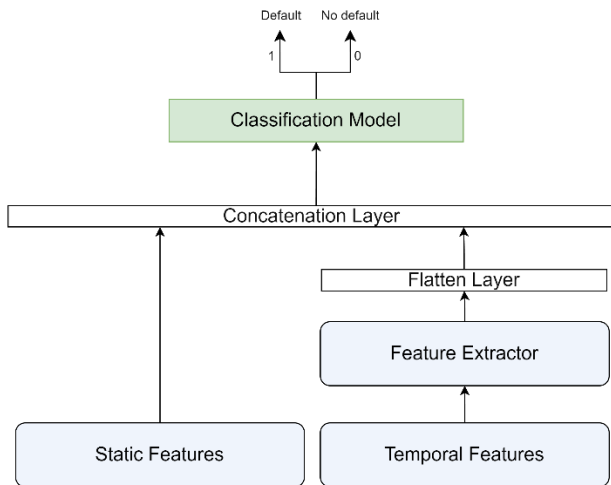 Default No default
1 0
Classification Model
Concatenation Layer
Flatten Layer
Feature Extractor
Static Features Temporal Features